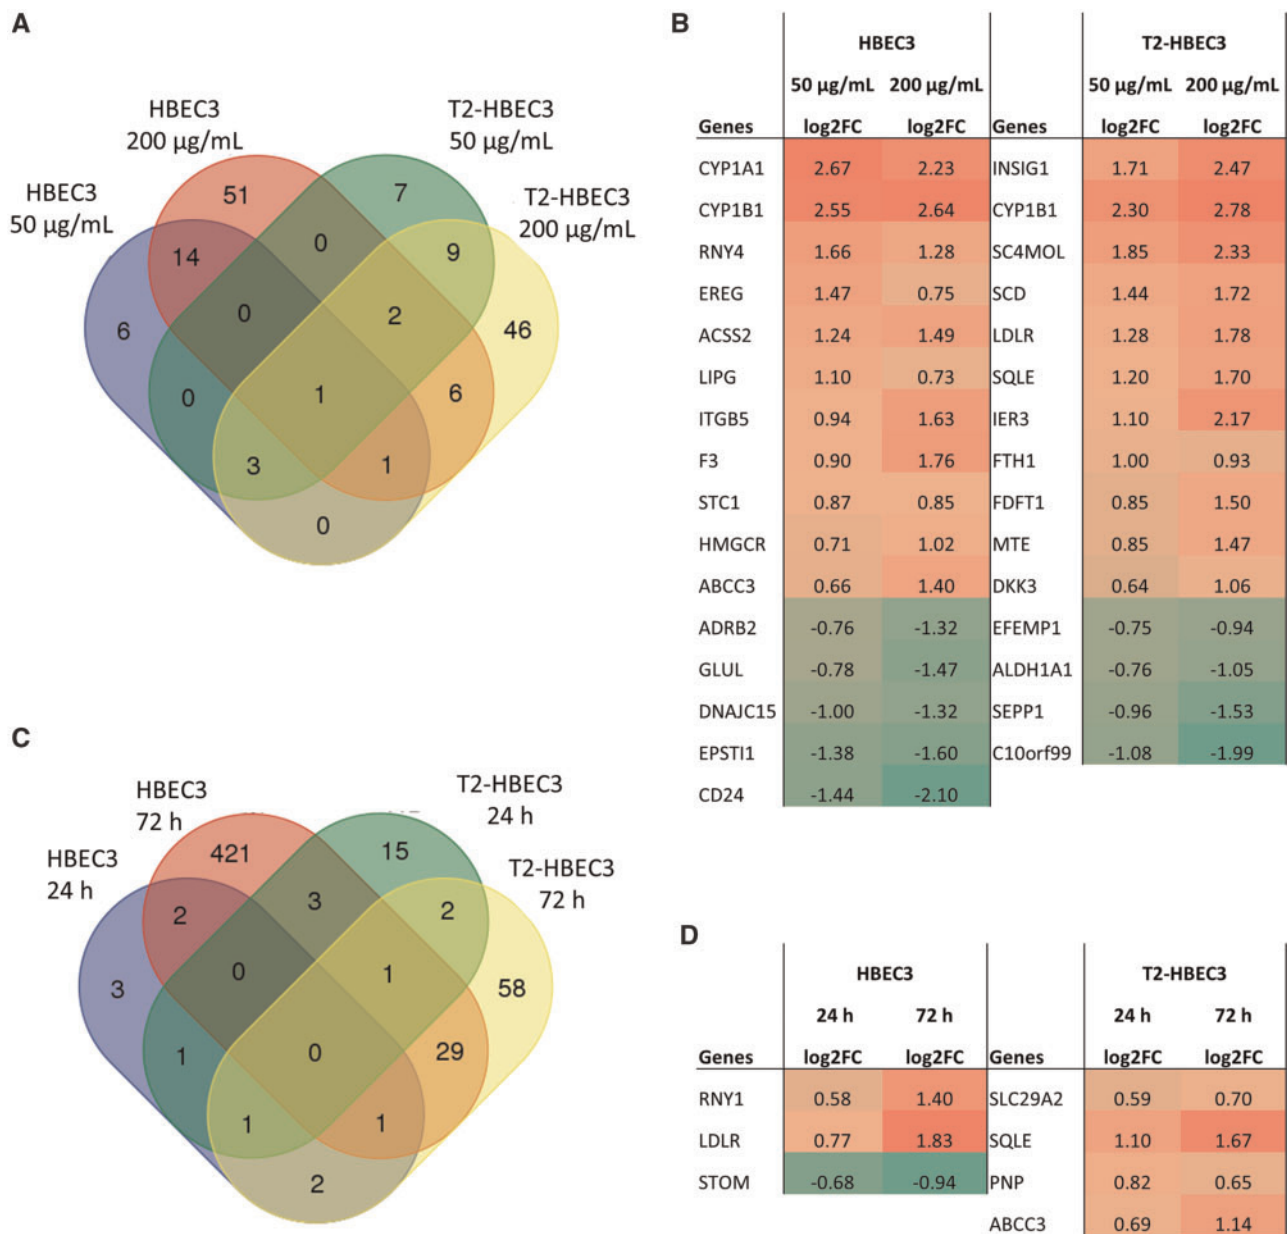 A
HBEC3
200 µg/mL
T2-HBEC3
50 µg/mL
HBEC3
50 µg/mL
T2-HBEC3
200 µg/mL
51
7
14
0
9
6
0
2
46
0
1
6
3
1
0
B
HBEC3 T2-HBEC3
50 µg/mL 200 µg/mL 50 µg/mL 200 µg/mL
Genes log2FC log2FC Genes log2FC log2FC
CYP1A1 2.67 2.23 INSIG1 1.71 2.47
CYP1B1 2.55 2.64 CYP1B1 2.30 2.78
RNY4 1.66 1.28 SC4MOL 1.85 2.33
EREG 1.47 0.75 SCD 1.44 1.72
ACSS2 1.24 1.49 LDLR 1.28 1.78
LIPG 1.10 0.73 SQLE 1.20 1.70
ITGB5 0.94 1.63 IER3 1.10 2.17
F3 0.90 1.76 FTH1 1.00 0.93
STC1 0.87 0.85 FDFT1 0.85 1.50
HMGCR 0.71 1.02 MTE 0.85 1.47
ABCC3 0.66 1.40 DKK3 0.64 1.06
ADRB2 -0.76 -1.32 EFEMP1 -0.75 -0.94
GLUL -0.78 -1.47 ALDH1A1 -0.76 -1.05
DNAJC15 -1.00 -1.32 SEPP1 -0.96 -1.53
EPSTI1 -1.38 -1.60 C10orf99 -1.08 -1.99
CD24 -1.44 -2.10
C
HBEC3
72 h
T2-HBEC3
24 h
HBEC3
24 h
T2-HBEC3
72 h
421
15
2
3
2
3
0
1
58
1
0
29
1
1
2
D
HBEC3 T2-HBEC3
24 h 72 h 24 h 72 h
Genes log2FC log2FC Genes log2FC log2FC
RNY1 0.58 1.40 SLC29A2 0.59 0.70
LDLR 0.77 1.83 SQLE 1.10 1.67
STOM -0.68 -0.94 PNP 0.82 0.65
ABCC3 0.69 1.14